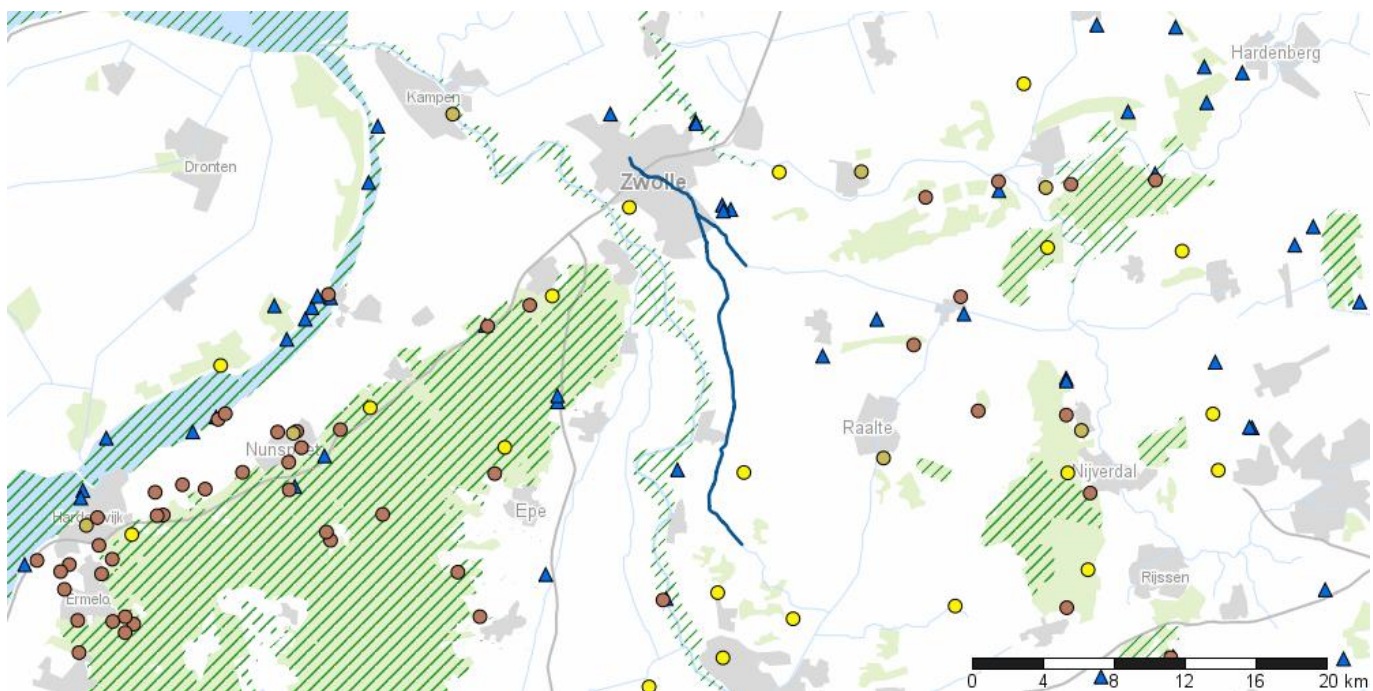 Hardenberg
Kampen
Dronten
Zwolle
Raalte
Nunspeet
Nijverdal
Epe
Harderwijk
Rijssen
Ermelo
0 4 8 12 16 20 km